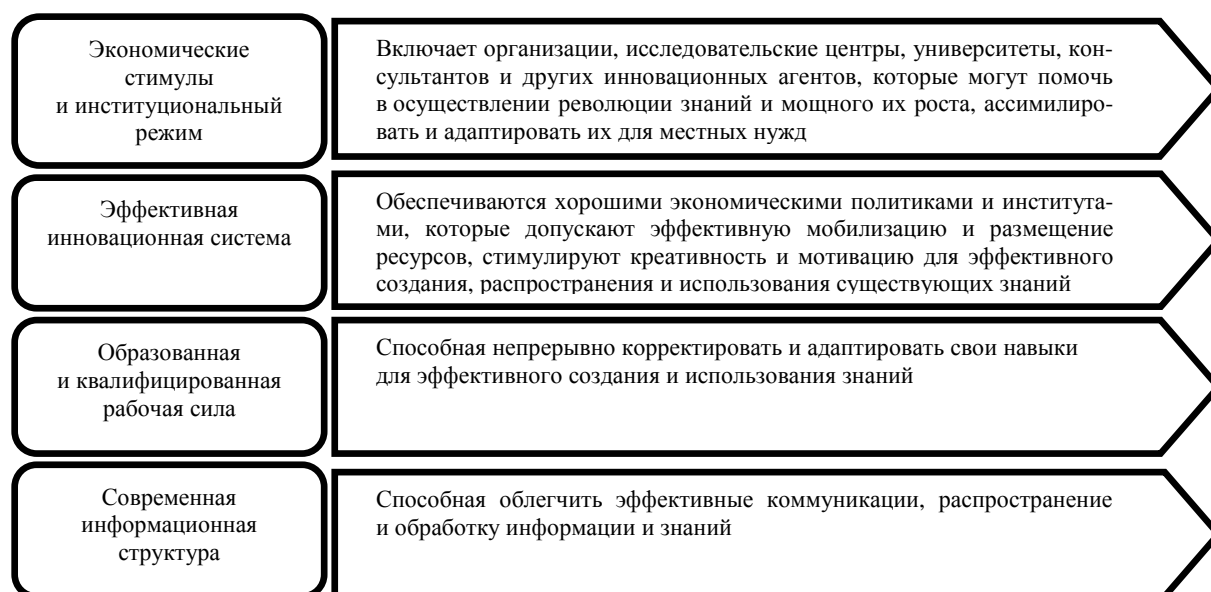 Экономические
стимулы
и институциональный
режим
Включает организации, исследовательские центры, университеты, кон-
сультантов и других инновационных агентов, которые могут помочь
в осуществлении революции знаний и мощного их роста, ассимилиро-
вать и адаптировать их для местных нужд
Эффективная
инновационная система
Обеспечиваются хорошими экономическими политиками и института-
ми, которые допускают эффективную мобилизацию и размещение
ресурсов, стимулируют креативность и мотивацию для эффективного
создания, распространения и использования существующих знаний
Образованная
и квалифицированная
рабочая сила
Способная непрерывно корректировать и адаптировать свои навыки
для эффективного создания и использования знаний
Современная
информационная
структура
Способная облегчить эффективные коммуникации, распространение
и обработку информации и знаний